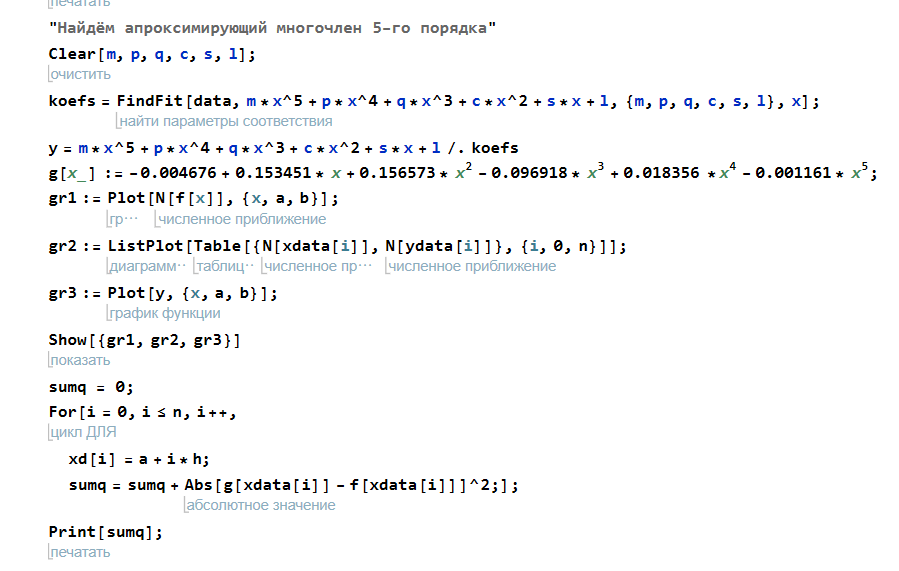 печатать
"Найдём апроксимирующий многочлен 5-го порядка"
Clear[m, p, q, c, s, l];
очистить
koefs = FindFit[data, m * x^5 + p * x^4 + q * x^3 + c * x^2 + s * x + l, {m, p, q, c, s, l}, x];
найти параметры соответствия
y = m * x^5 + p * x^4 + q * x^3 + c * x^2 + s * x + l /. koefs
g[x_] := -0.004676 + 0.153451 * x + 0.156573 * x² - 0.096918 * x³ + 0.018356 * x⁴ - 0.001161 * x⁵;
gr1 := Plot[N[f[x]], {x, a, b}];
гр⋯ численное приближение
gr2 := ListPlot[Table[{N[xdata[i]], N[ydata[i]]}, {i, 0, n}]];
диаграмм⋯ таблиц⋯ численное пр⋯ численное приближение
gr3 := Plot[y, {x, a, b}];
график функции
Show[{gr1, gr2, gr3}]
показать
sumq = 0;
For[i = 0, i ≤ n, i++,
цикл ДЛЯ
xd[i] = a + i * h;
sumq = sumq + Abs[g[xdata[i]] - f[xdata[i]]]^2;];
абсолютное значение
Print[sumq];
печатать